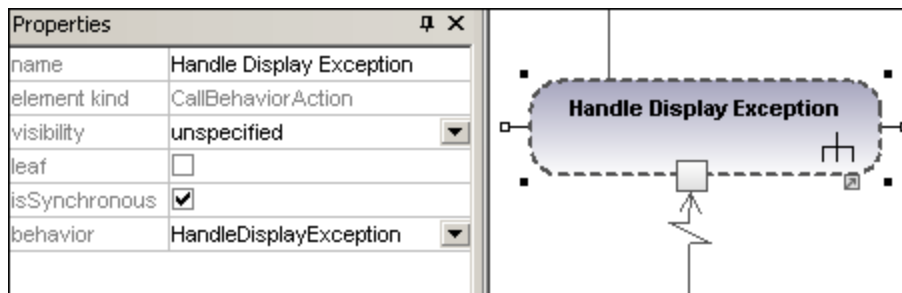 Properties
name Handle Display Exception
element kind CallBehaviorAction
visibility unspecified
leaf
isSynchronous
behavior HandleDisplayException
Handle Display Exception